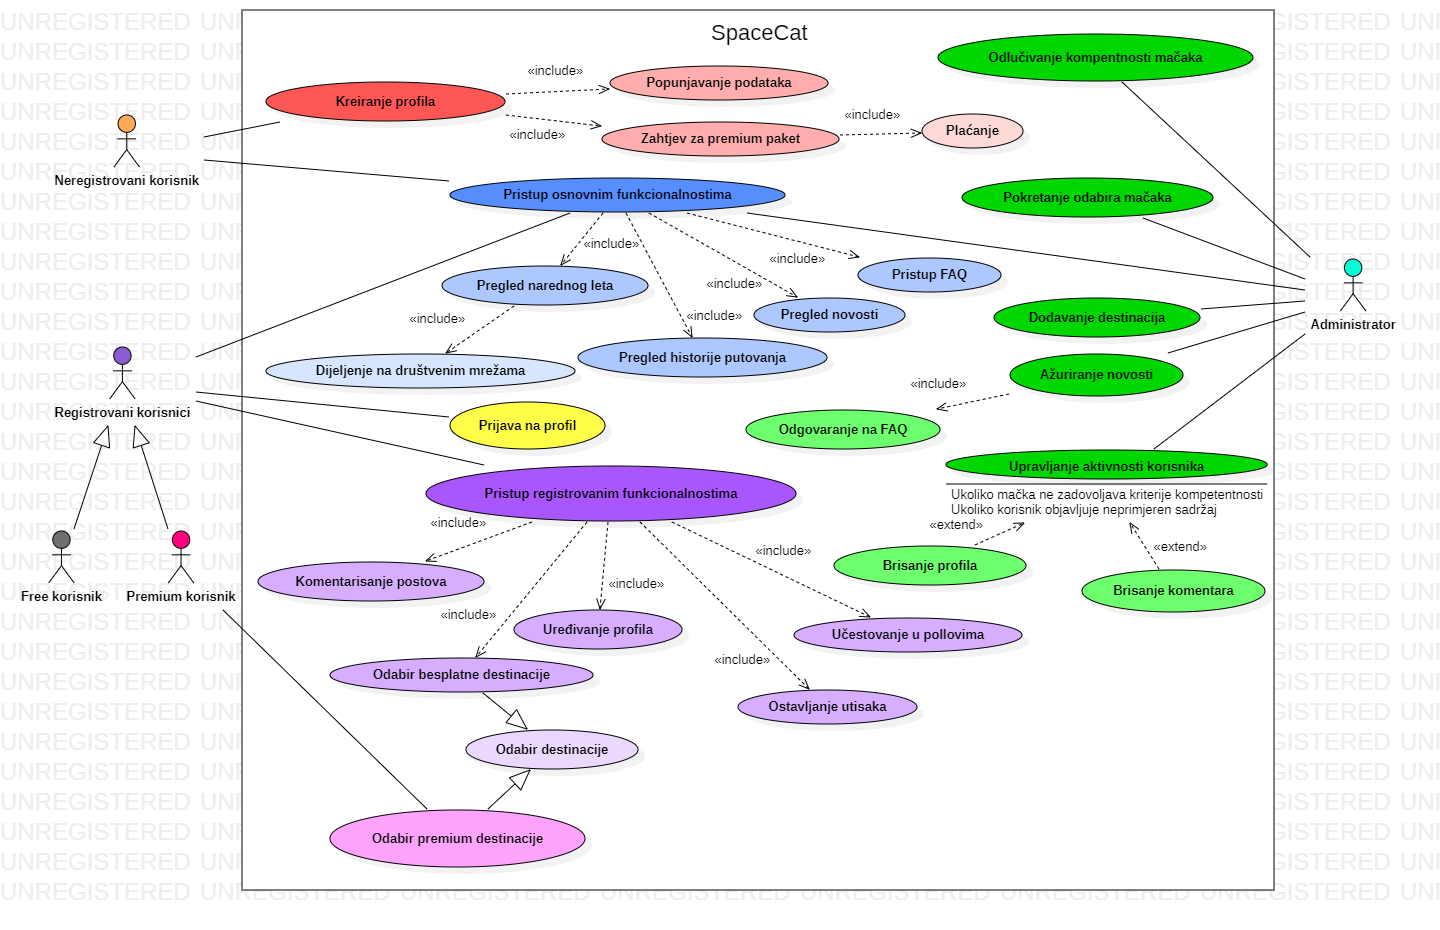 SpaceCat
Odlučivanje kompentnosti mačaka
«include»
Popunjavanje podataka
Kreiranje profila
«include»
Plaćanje
«include»
Zahtjev za premium paket
Neregistrovani korisnik
Pristup osnovnim funkcionalnostima
Pokretanje odabira mačaka
«include»
«include»
Pristup FAQ
«include»
Pregled narednog leta
Pregled novosti
«include»
«include»
Dodavanje destinacija
Administrator
Pregled historije putovanja
Dijeljenje na društvenim mrežama
Ažuriranje novosti
«include»
Registrovani korisnici
Prijava na profil
Odgovaranje na FAQ
Upravljanje aktivnosti korisnika
Ukoliko mačka ne zadovoljava kriterije kompetentnosti
Ukoliko korisnik objavljuje neprimjeren sadržaj
Pristup registrovanim funkcionalnostima
«include»
«extend»
«include»
«extend»
Brisanje profila
Komentarisanje postova
«include»
Brisanje komentara
Free korisnik
Premium korisnik
«include»
Uređivanje profila
Učestovanje u pollovima
«include»
Odabir besplatne destinacije
Ostavljanje utisaka
Odabir destinacije
Odabir premium destinacije
UNREGISTERED